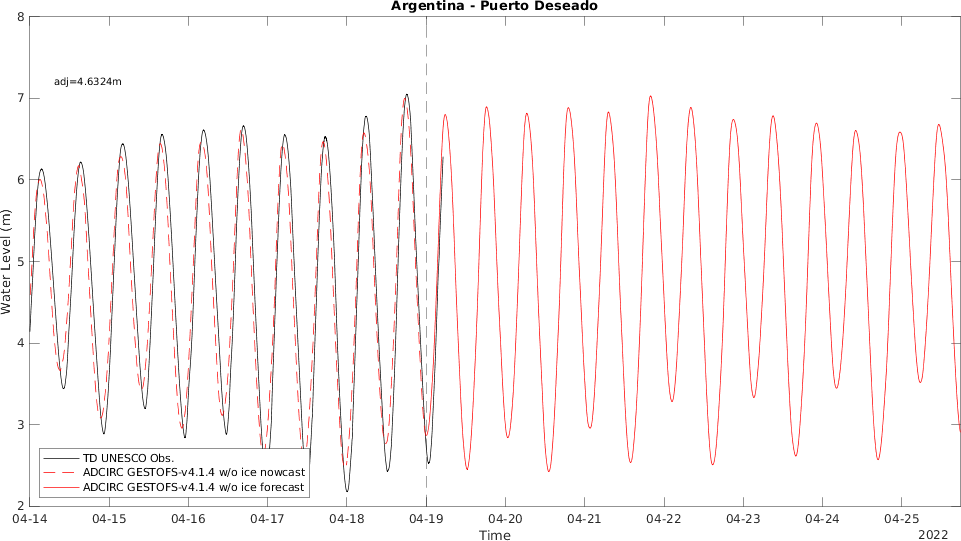 Argentina - Puerto Deseado
8
adj=4.6324m
7
6
5
4
3
2
Water Level (m)
TD UNESCO Obs.
ADCIRC GESTOFS-v4.1.4 w/o ice nowcast
ADCIRC GESTOFS-v4.1.4 w/o ice forecast
04-14 04-15 04-16 04-17 04-18 04-19 04-20 04-21 04-22 04-23 04-24 04-25
Time
2022